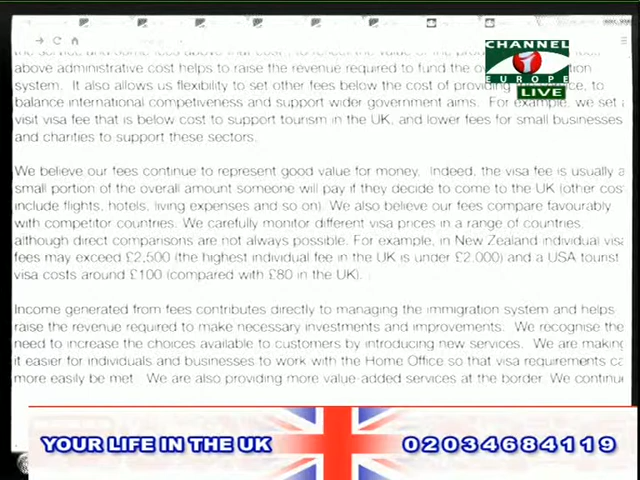 CHANNEL
i
EUROPE
LIVE
above administrative cost helps to raise the revenue required to fund the
system. It also allows us flexibility to set other fees below the cost of providing to
balance international competiveness and support wider government aims. For example, we set a
visit visa fee that is below cost to support tourism in the UK, and lower fees for small businesses
and charities to support these sectors.
We believe our fees continue to represent good value for money. Indeed, the visa fee is usually a
small portion of the overall amount someone will pay if they decide to come to the UK (other cos
include flights, hotels, living expenses and so on). We also believe our fees compare favourably
with competitor countries. We carefully monitor different visa prices in a range of countries,
although direct comparisons are not always possible. For example, in New Zealand individual visa
fees may exceed £2,500 (the highest individual fee in the UK is under £2,000) and a USA tourist
visa costs around £100 (compared with £80 in the UK).
Income generated from fees contributes directly to managing the immigration system and helps
raise the revenue required to make necessary investments and improvements. We recognise the
need to increase the choices available to customers by introducing new services. We are making
it easier for individuals and businesses to work with the Home Office so that visa requirements ca
more easily be met. We are also providing more value-added services at the border. We continue
YOUR LIFE IN THE UK
02034684119